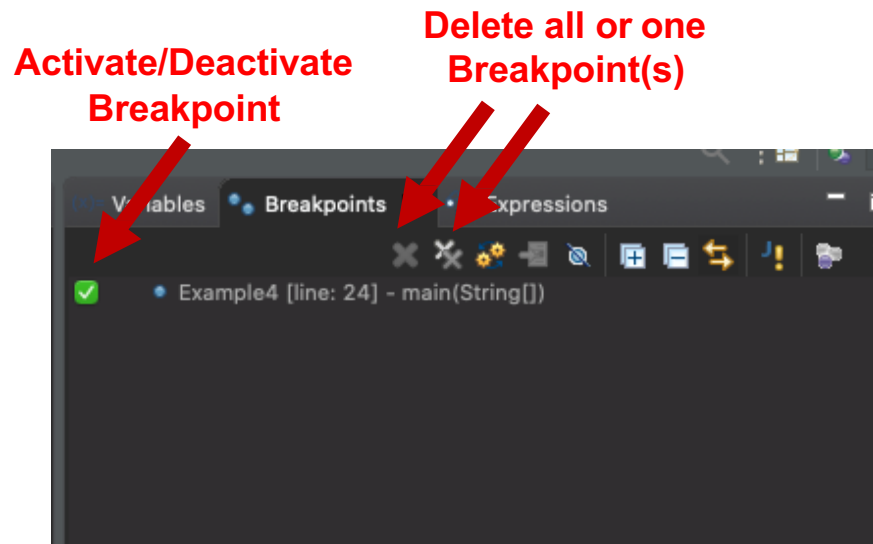 Delete all or one
Breakpoint(s)
Activate/Deactivate
Breakpoint
Breakpoints
Expressions
Example4 [line: 24] - main(String[])